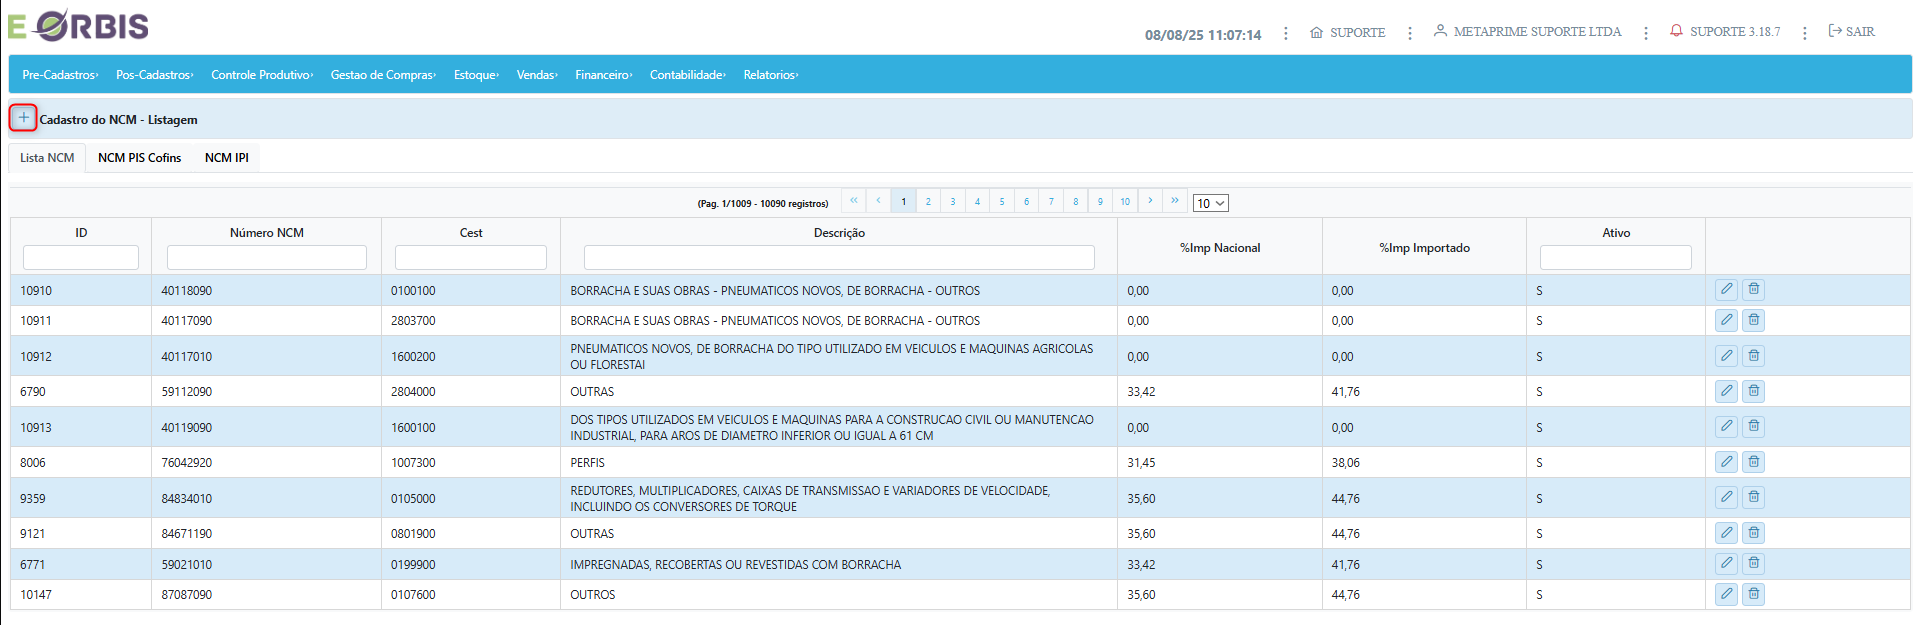 E ORBIS
08/08/25 11:07:14 SUPORTE METAPRIME SUPORTE LTDA SUPORTE 3.18.7 SAIR
Pre-Cadastros Pos-Cadastros Controle Produtivo Gestao de Compras Estoque Vendas Financeiro Contabilidade Relatorios
+ Cadastro do NCM - Listagem
Lista NCM NCM PIS Cofins NCM IPI
(Pag. 1/1009 - 10090 registros) « ‹ 1 2 3 4 5 6 7 8 9 10 › » 10
ID Número NCM Cest Descrição %Imp Nacional %Imp Importado Ativo
10910 40118090 0100100 BORRACHA E SUAS OBRAS - PNEUMATICOS NOVOS, DE BORRACHA - OUTROS 0,00 0,00 S
10911 40117090 2803700 BORRACHA E SUAS OBRAS - PNEUMATICOS NOVOS, DE BORRACHA - OUTROS 0,00 0,00 S
10912 40117010 1600200 PNEUMATICOS NOVOS, DE BORRACHA DO TIPO UTILIZADO EM VEICULOS E MAQUINAS AGRICOLAS
OU FLORESTAI 0,00 0,00 S
6790 59112090 2804000 OUTRAS 33,42 41,76 S
10913 40119090 1600100 DOS TIPOS UTILIZADOS EM VEICULOS E MAQUINAS PARA A CONSTRUCAO CIVIL OU MANUTENCAO
INDUSTRIAL, PARA AROS DE DIAMETRO INFERIOR OU IGUAL A 61 CM 0,00 0,00 S
8006 76042920 1007300 PERFIS 31,45 38,06 S
9359 84834010 0105000 REDUTORES, MULTIPLICADORES, CAIXAS DE TRANSMISSAO E VARIADORES DE VELOCIDADE,
INCLUINDO OS CONVERSORES DE TORQUE 35,60 44,76 S
9121 84671190 0801900 OUTRAS 35,60 44,76 S
6771 59021010 0199900 IMPREGNADAS, RECOBERTAS OU REVESTIDAS COM BORRACHA 33,42 41,76 S
10147 87087090 0107600 OUTROS 35,60 44,76 S